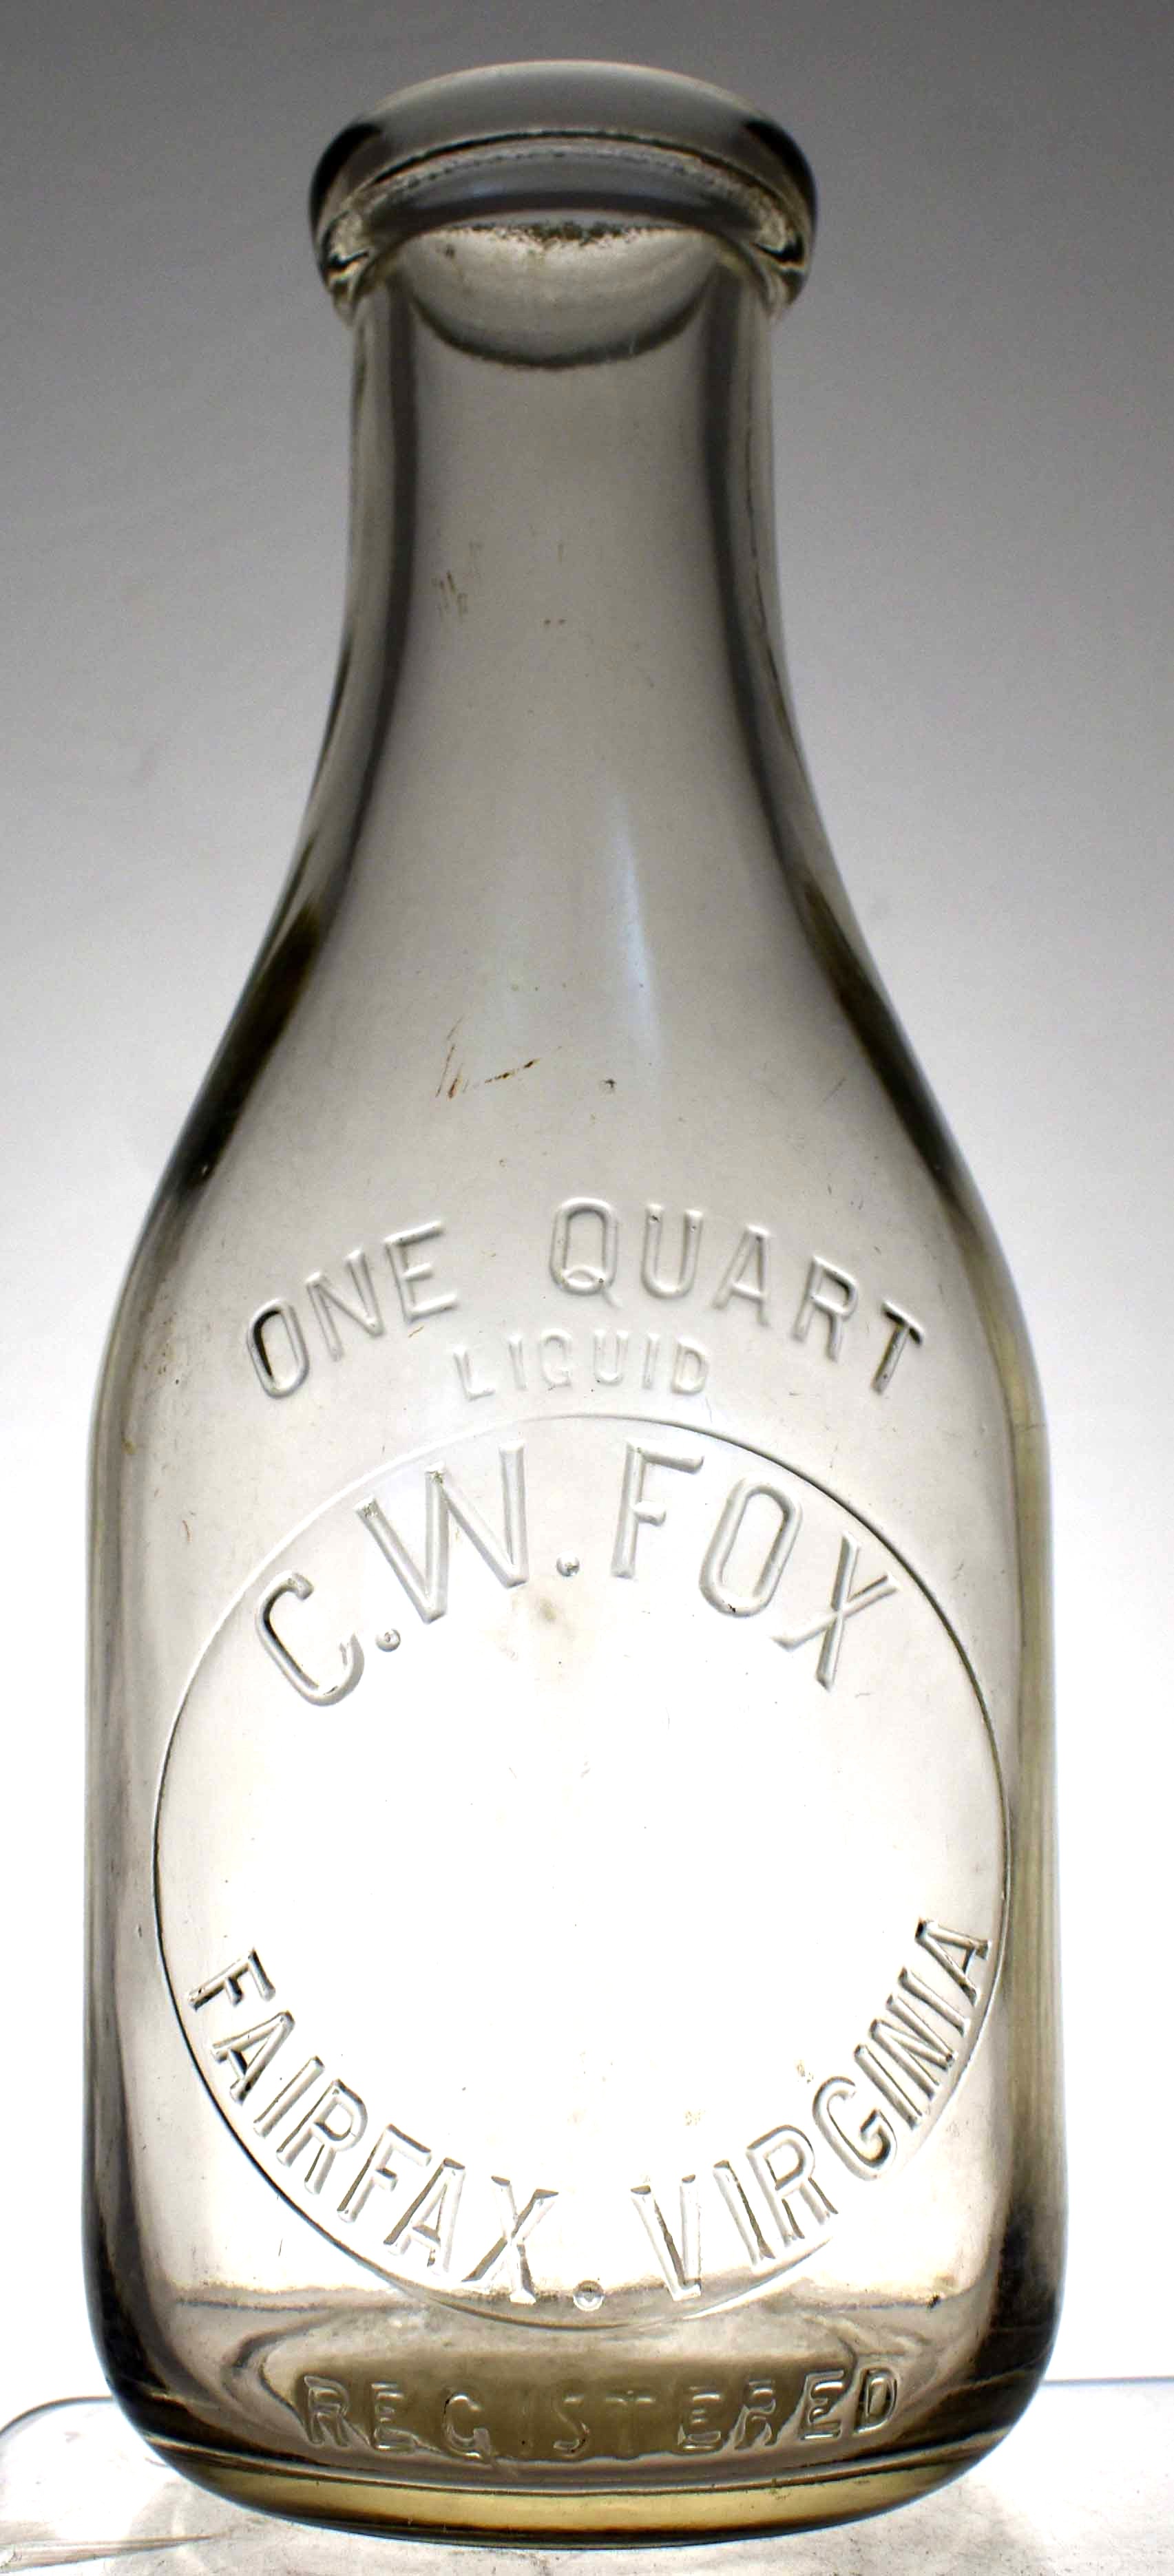 ONE QUART
LIQUID
C.W.FOX
FAIRFAX. VIRGINIA
REGISTERED